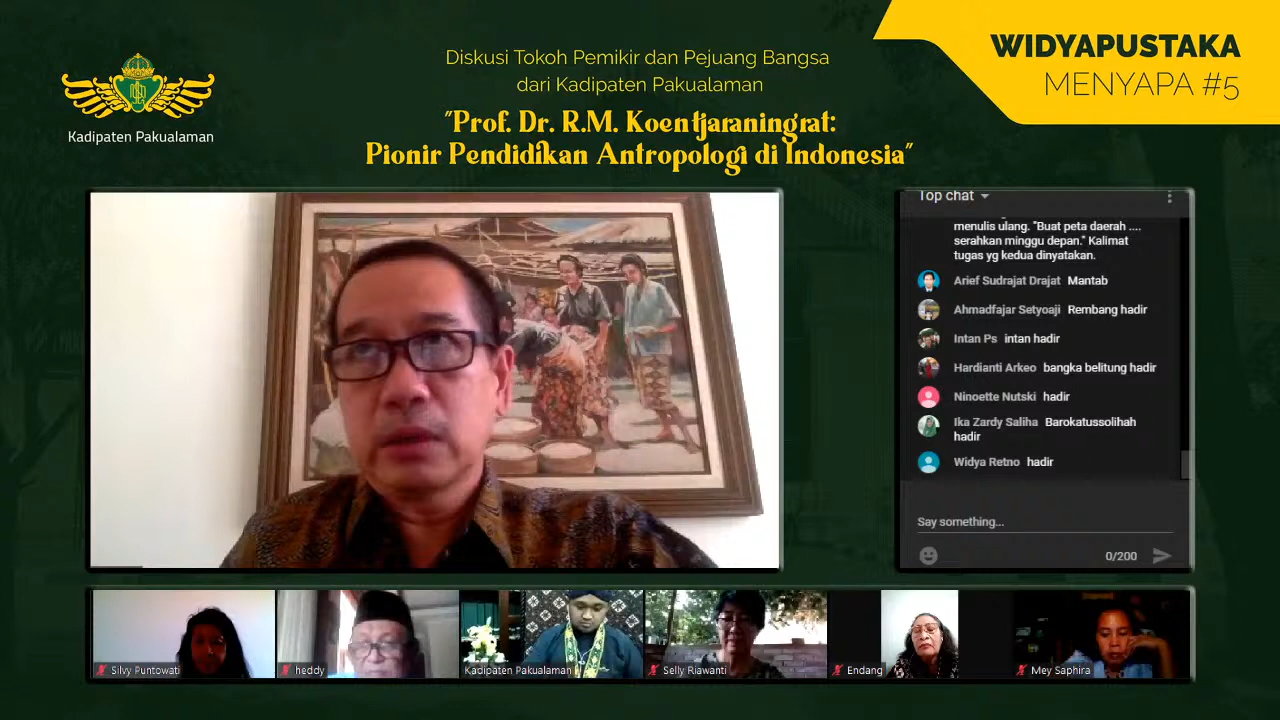 Diskusi Tokoh Pemikir dan Pejuang Bangsa
dari Kadipaten Pakualaman
"Prof. Dr. R.M. Koentjaraningrat:
Pionir Pendidikan Antropologi di Indonesia"
WIDYAPUSTAKA
MENYAPA #5
Kadipaten Pakualaman
Top chat
menulis ulang. "Buat peta daerah ....
serahkan minggu depan." Kalimat
tugas yg kedua dinyatakan.
Arief Sudrajat Drajat Mantab
Ahmadfajar Setyoaji Rembang hadir
Intan Ps intan hadir
Hardianti Arkeo bangka belitung hadir
Ninoette Nutski hadir
Ika Zardy Saliha Barokatussolihah
hadir
Widya Retno hadir
Say something...
0/200
Silvy Puntowati
heddy
Kadipaten Pakualaman
Selly Riawanti
Endang
Mey Saphira